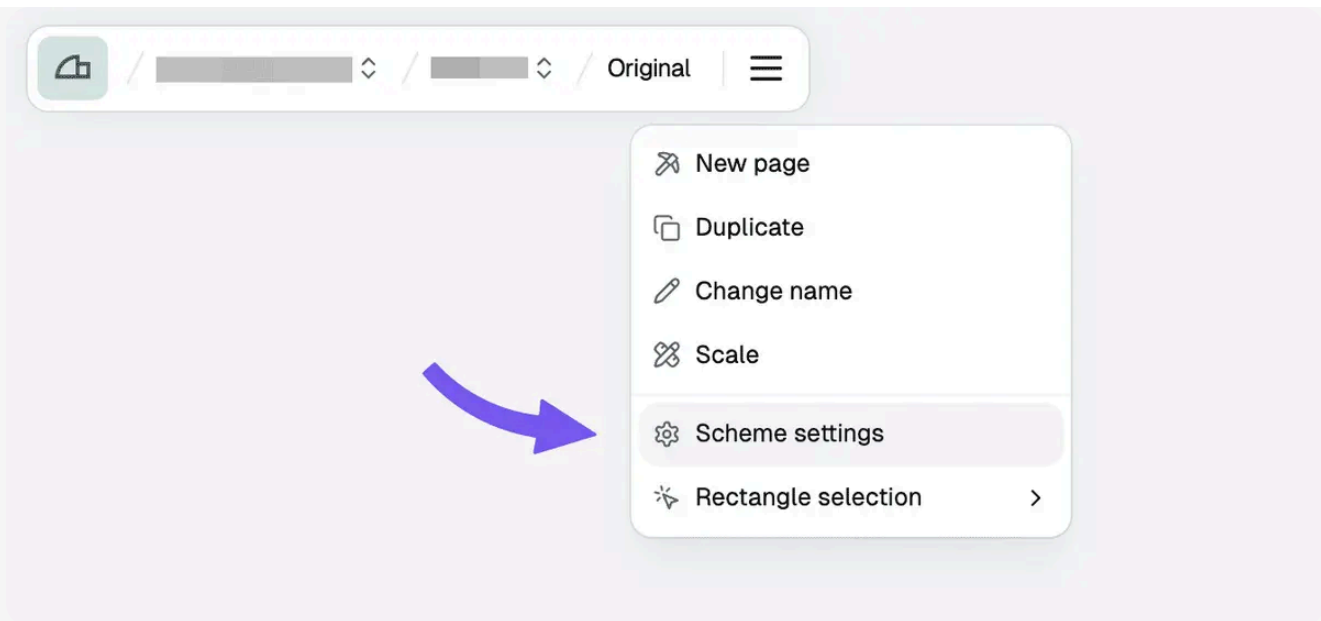 Original
New page
Duplicate
Change name
Scale
Scheme settings
Rectangle selection